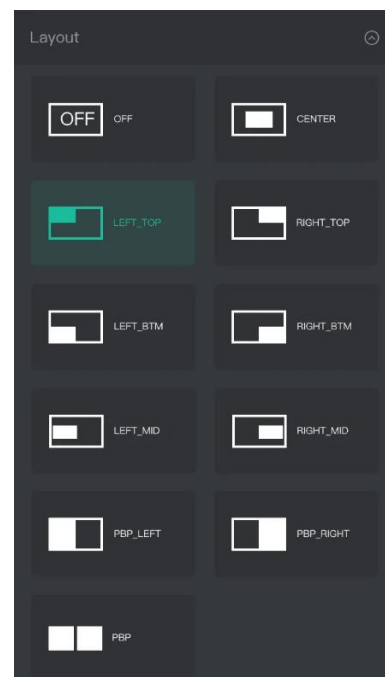 Layout
OFF OFF
CENTER
LEFT_TOP
RIGHT_TOP
LEFT_BTM
RIGHT_BTM
LEFT_MID
RIGHT_MID
PBP_LEFT
PBP_RIGHT
PBP